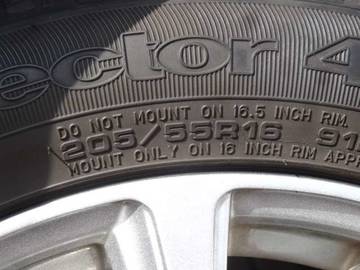 ector 4
DO NOT MOUNT ON 16.5 INCH RIM.
205/55R16 91
MOUNT ONLY ON 16 INCH RIM APP